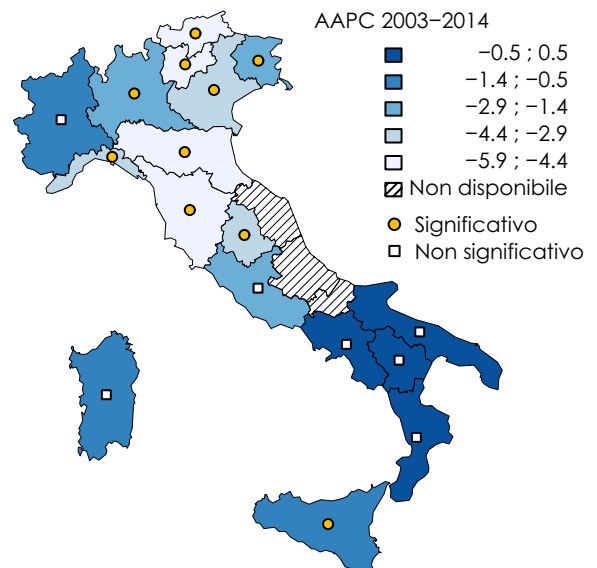 AAPC 2003−2014
−0.5 ; 0.5
−1.4 ; −0.5
−2.9 ; −1.4
−4.4 ; −2.9
−5.9 ; −4.4
Non disponibile
Significativo
Non significativo